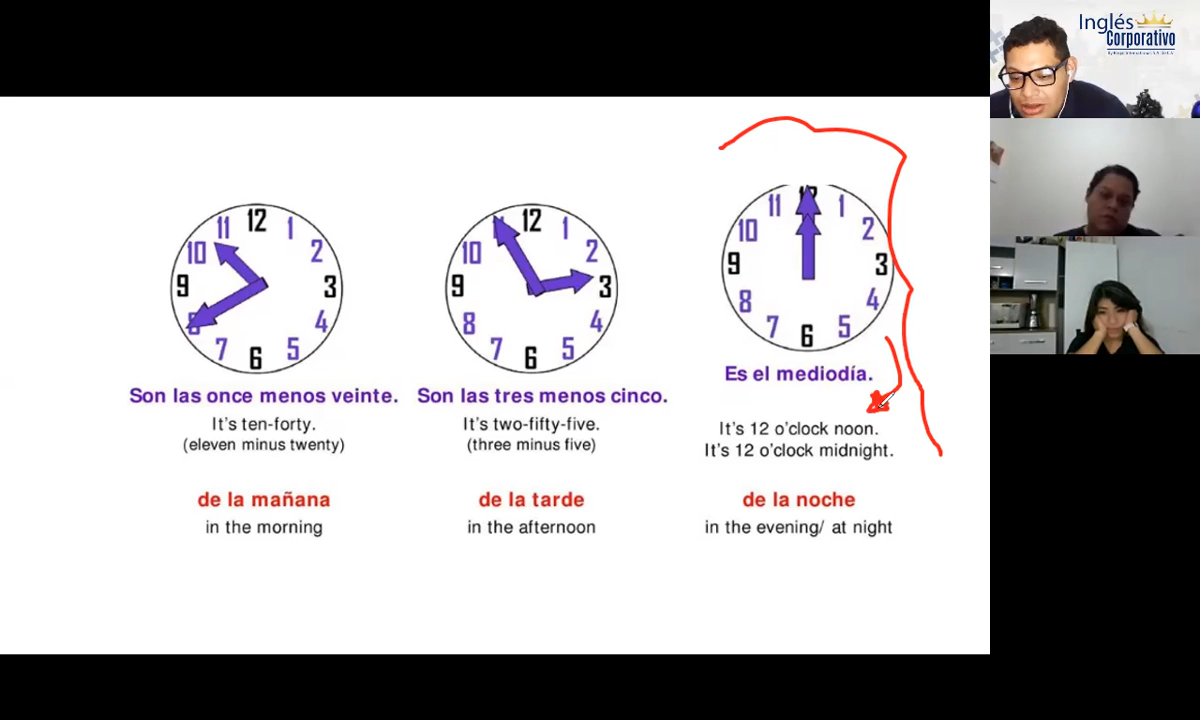 Inglés
Corporativo
12
11
1
10
2
9
3
4
7
5
6
Son las once menos veinte.
It's ten-forty.
(eleven minus twenty)
de la mañana
in the morning
12
1
10
2
9
3
8
4
7
5
6
Son las tres menos cinco.
It's two-fifty-five.
(three minus five)
de la tarde
in the afternoon
11
1
10
2
9
3
8
4
7
5
6
Es el mediodía.
It's 12 o'clock noon.
It's 12 o'clock midnight.
de la noche
in the evening/ at night